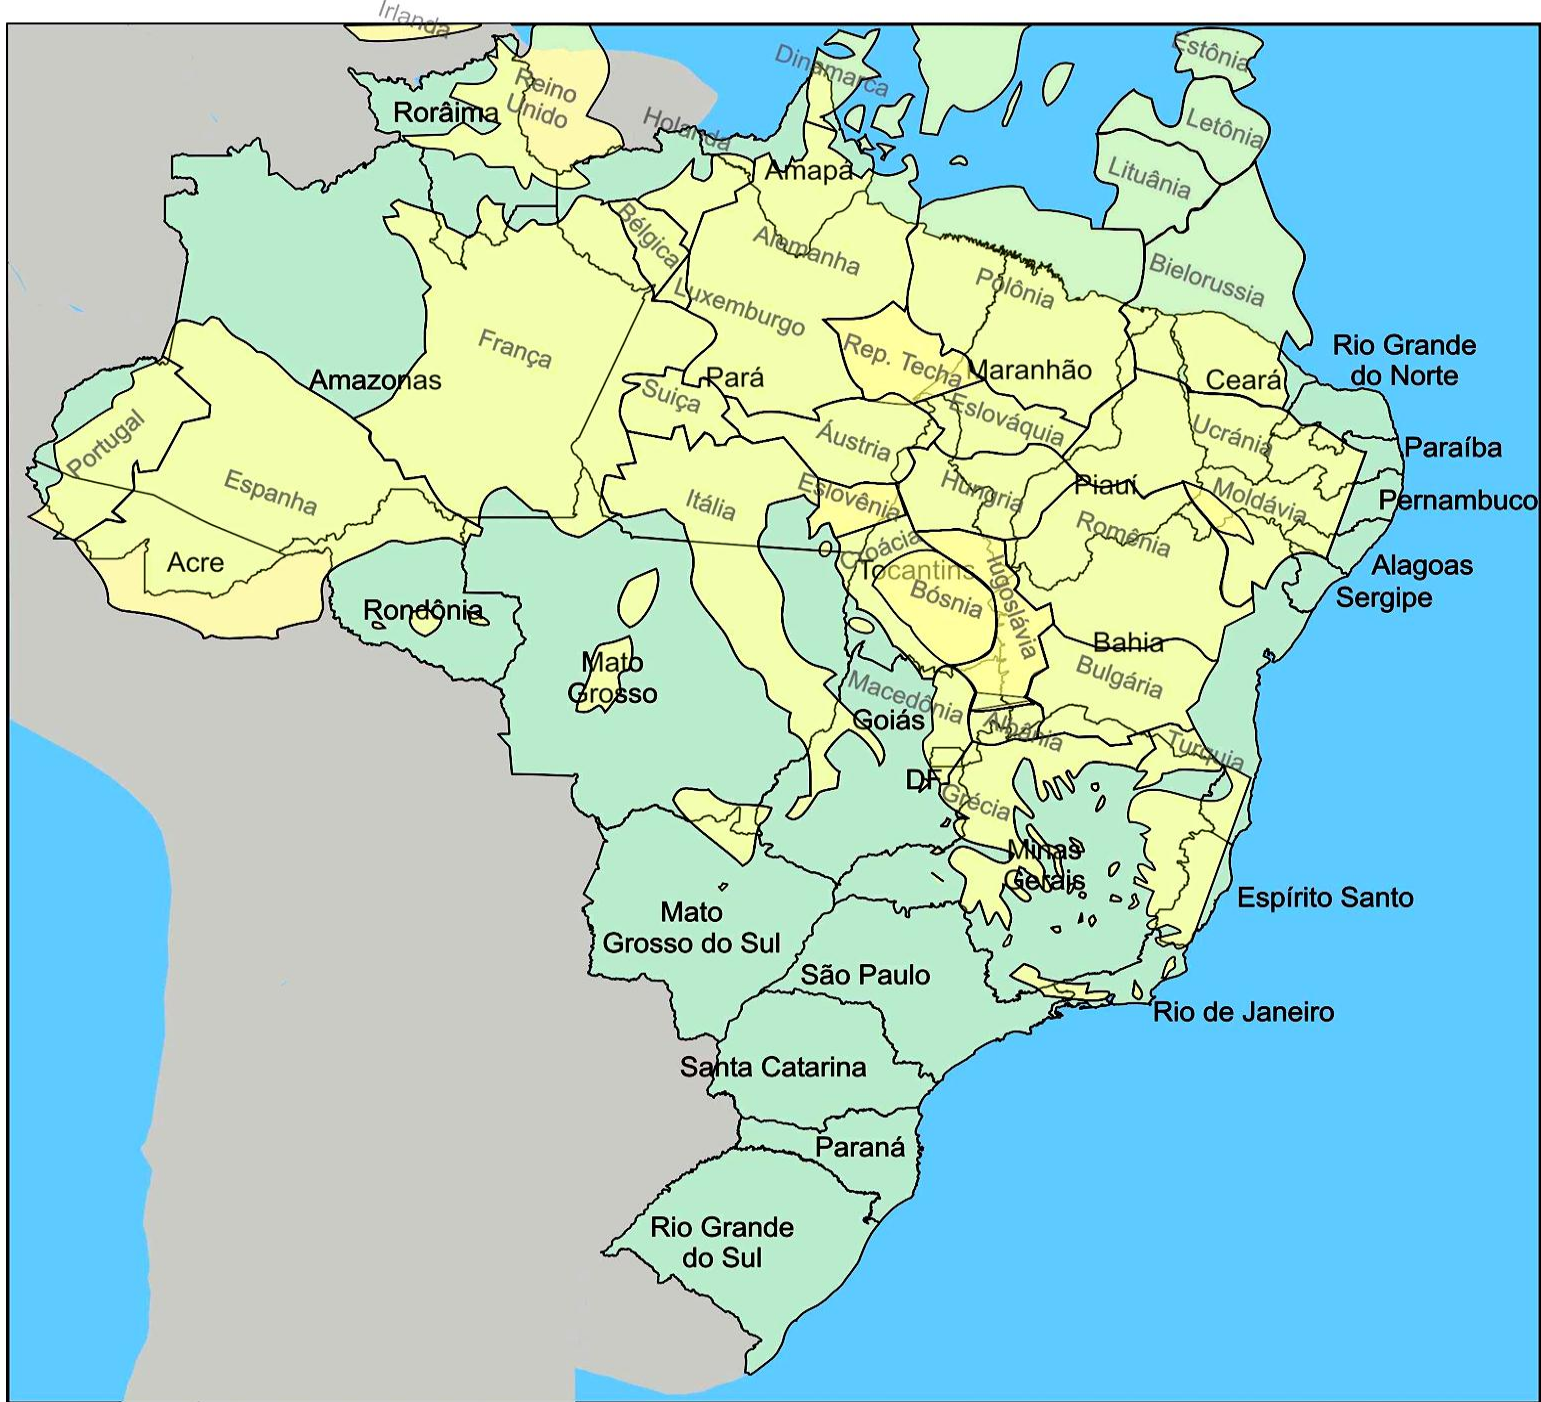 Irlanda
Reino
Unido
Dinamarca
Estônia
Rorâima
Holanda
Letônia
Amapá
Lituânia
Bélgica
Alemanha
Polônia
Bielorussia
Luxemburgo
França
Rep. Techa
Rio Grande
do Norte
Amazonas
Pará
Maranhão
Ceará
Suiça
Eslováquia
Portugal
Áustria
Ucránia
Paraíba
Espanha
Itália
Eslovênia
Hungria
Piauí
Moldávia
Pernambuco
Romênia
Acre
Croácia
Tocantins
Iugoslávia
Alagoas
Rondônia
Bósnia
Sergipe
Mato
Grosso
Bahia
Bulgária
Macedônia
Goiás
Albânia
Turquia
DF
Grécia
Minas
Gerais
Espírito Santo
Mato
Grosso do Sul
São Paulo
Rio de Janeiro
Santa Catarina
Paraná
Rio Grande
do Sul